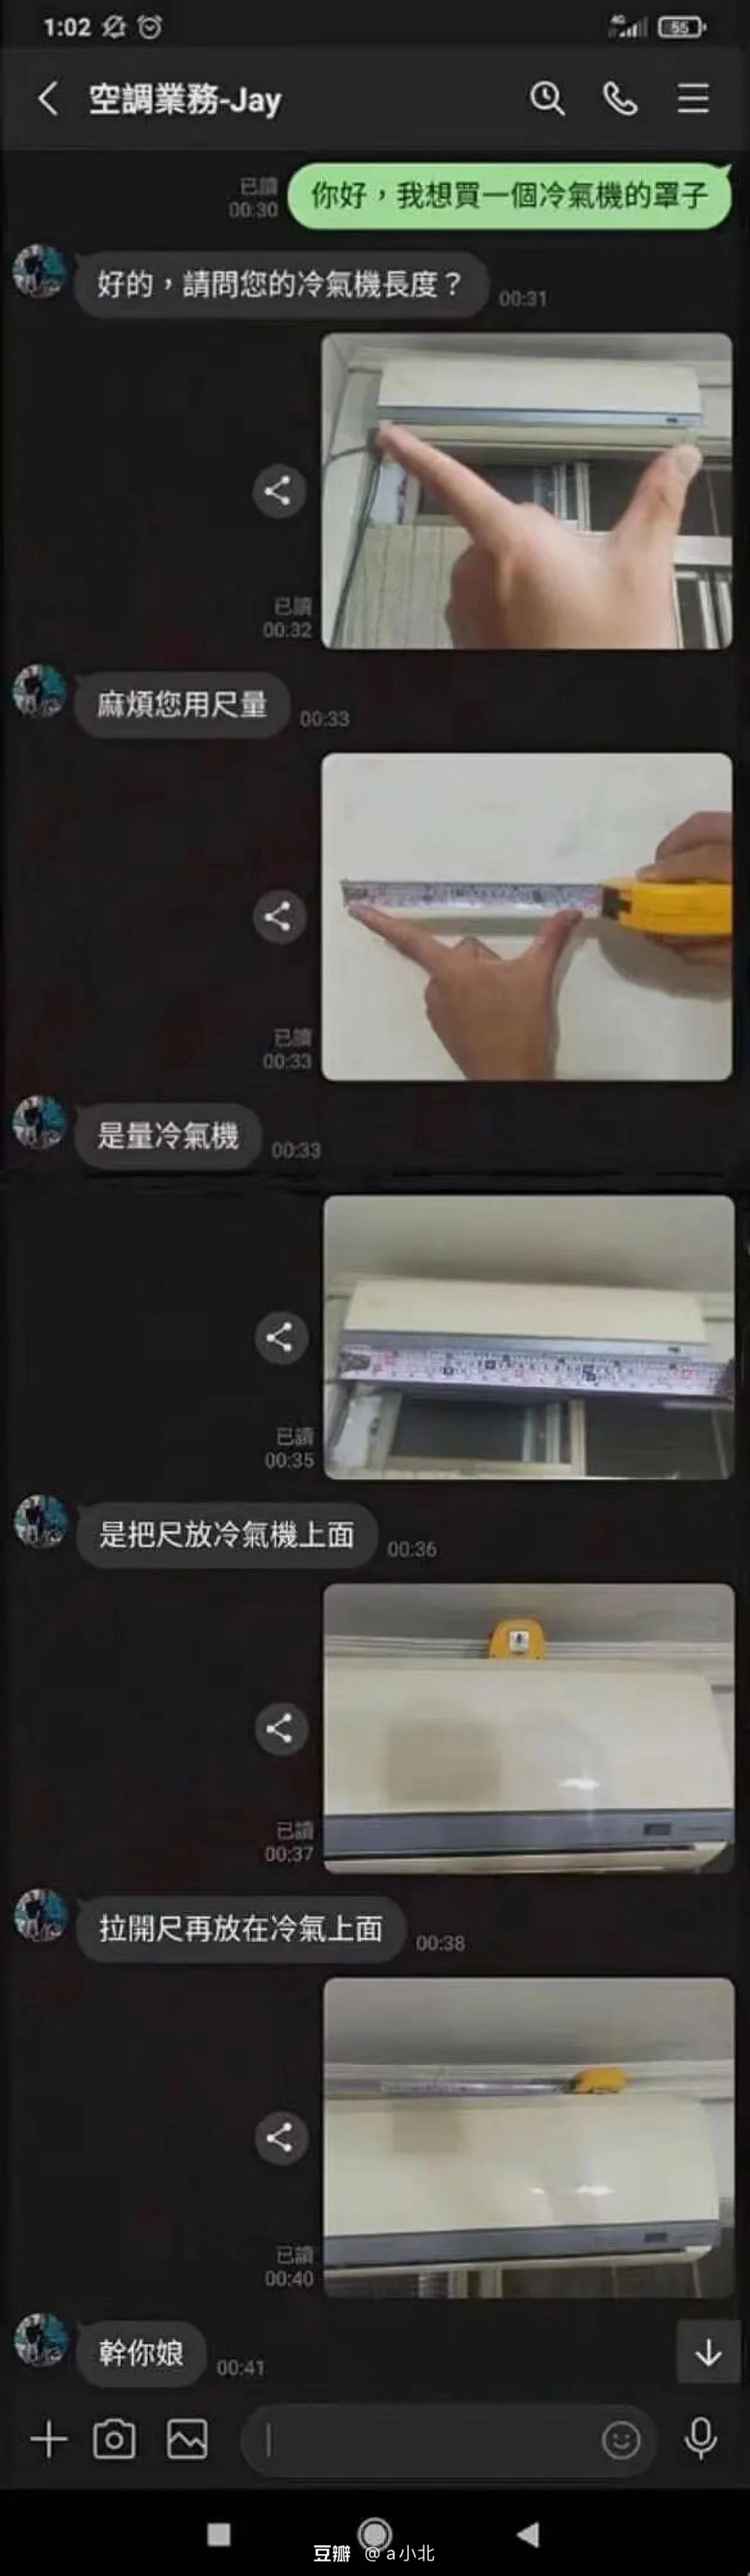 1:02
4G
55
空調業務-Jay
你好，我想買一個冷氣機的罩子
已讀
00:30
好的，請問您的冷氣機長度？
00:31
已讀
00:32
麻煩您用尺量
00:33
已讀
00:33
是量冷氣機
00:33
已讀
00:35
是把尺放冷氣機上面
00:36
已讀
00:37
拉開尺再放在冷氣上面
00:38
已讀
00:40
幹你娘
00:41
豆瓣 @a小北